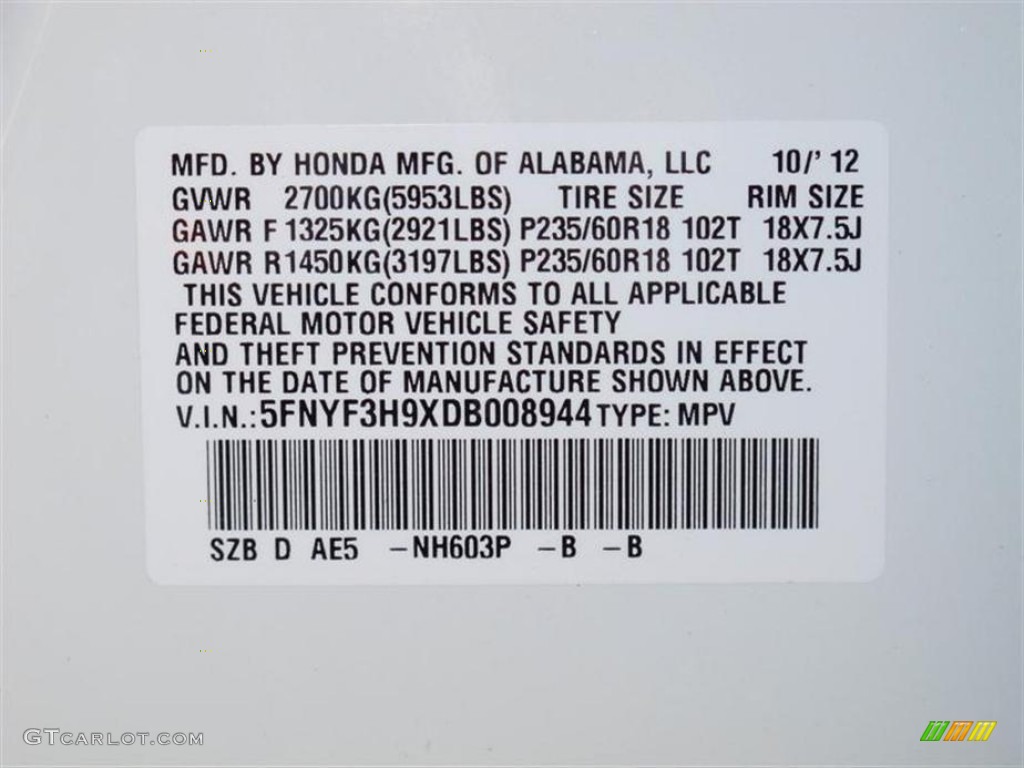 MFD. BY HONDA MFG. OF ALABAMA, LLC 10/' 12
GVWR 2700KG(5953LBS) TIRE SIZE RIM SIZE
GAWR F 1325KG(2921LBS) P235/60R18 102T 18X7.5J
GAWR R1450KG(3197LBS) P235/60R18 102T 18X7.5J
THIS VEHICLE CONFORMS TO ALL APPLICABLE
FEDERAL MOTOR VEHICLE SAFETY
AND THEFT PREVENTION STANDARDS IN EFFECT
ON THE DATE OF MANUFACTURE SHOWN ABOVE.
V.I.N.: 5FNYF3H9XDB008944 TYPE: MPV
SZB D AE5 -NH603P -B -B
GTCARLOT.COM